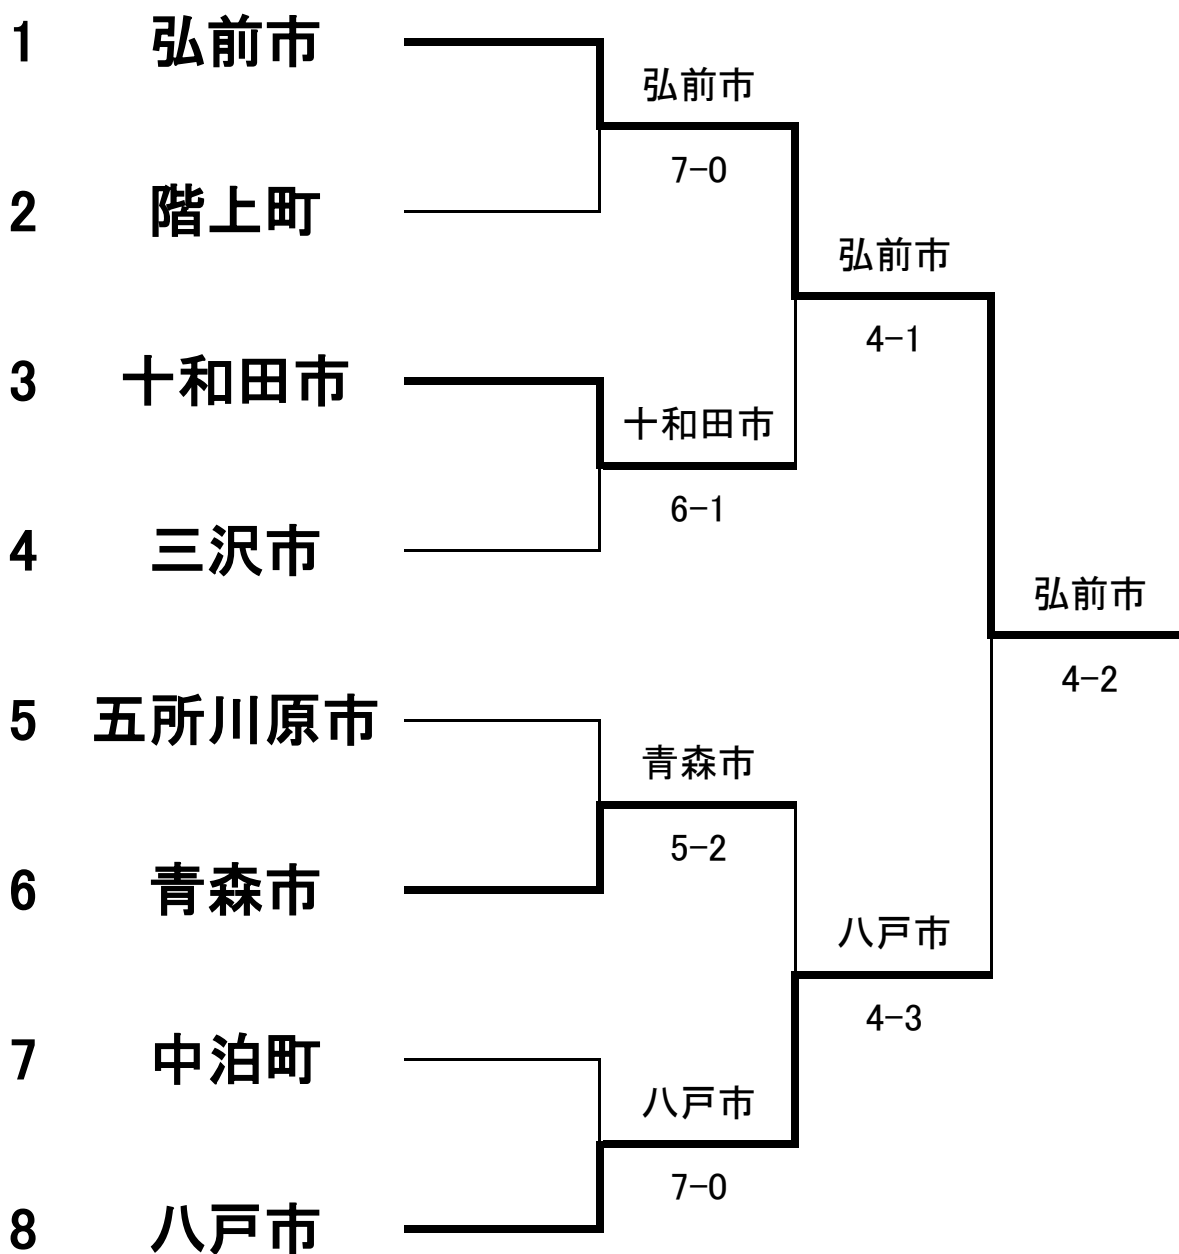 1 弘前市
弘前市
7-0
2 階上町
弘前市
4-1
3 十和田市
十和田市
6-1
4 三沢市
弘前市
4-2
5 五所川原市
青森市
5-2
6 青森市
八戸市
4-3
7 中泊町
八戸市
7-0
8 八戸市